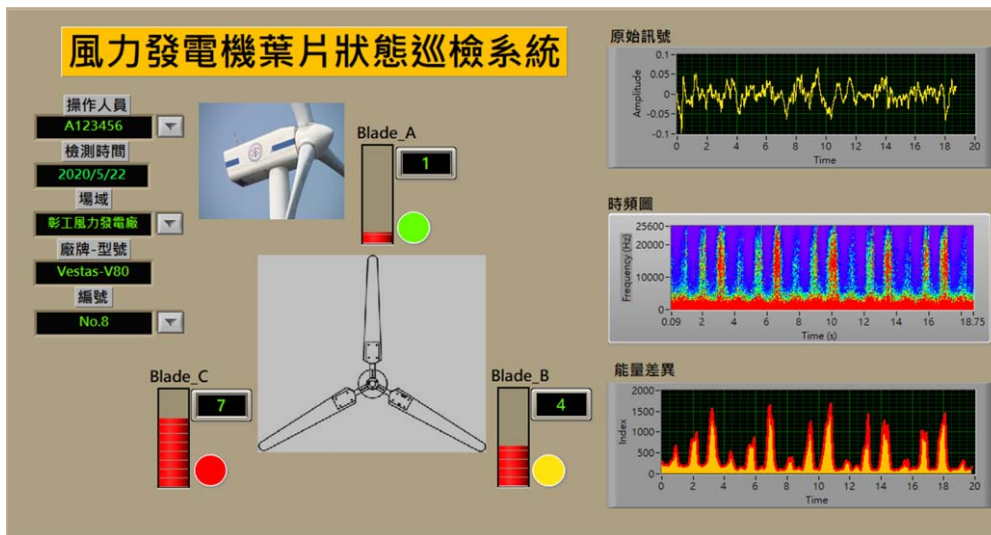 風力發電機葉片狀態巡檢系統
操作人員
A123456
檢測時間
2020/5/22
場域
彰工風力發電廠
廠牌-型號
Vestas-V80
編號
No.8
Blade_A
1
Blade_C
7
Blade_B
4
原始訊號
Amplitude
0.1
0.05
0
-0.05
-0.1
0 2 4 6 8 10 12 14 16 18 20
Time
時頻圖
Frequency (Hz)
25600
20000
10000
0
0.09 2 4 6 8 10 12 14 16 18.75
Time (s)
能量差異
Index
2000
1500
1000
500
0
0 2 4 6 8 10 12 14 16 18 20
Time